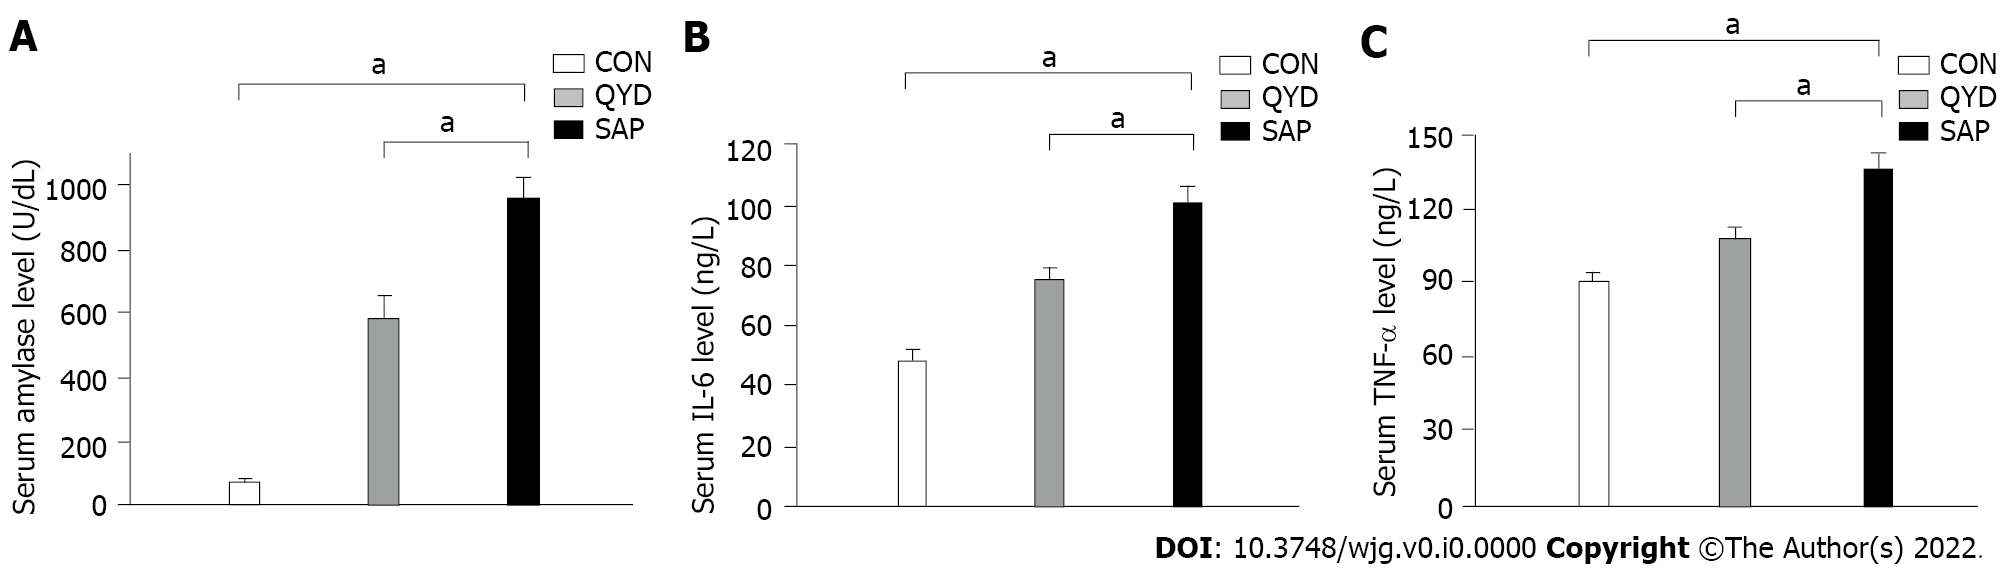 A
a
a
CON
QYD
SAP
Serum amylase level (U/dL)
1000
800
600
400
200
0
B
a
a
CON
QYD
SAP
Serum IL-6 level (ng/L)
120
100
80
60
40
20
0
C
a
a
CON
QYD
SAP
Serum TNF-α level (ng/L)
150
120
90
60
30
0
DOI: 10.3748/wjg.v0.i0.0000 Copyright ©The Author(s) 2022.